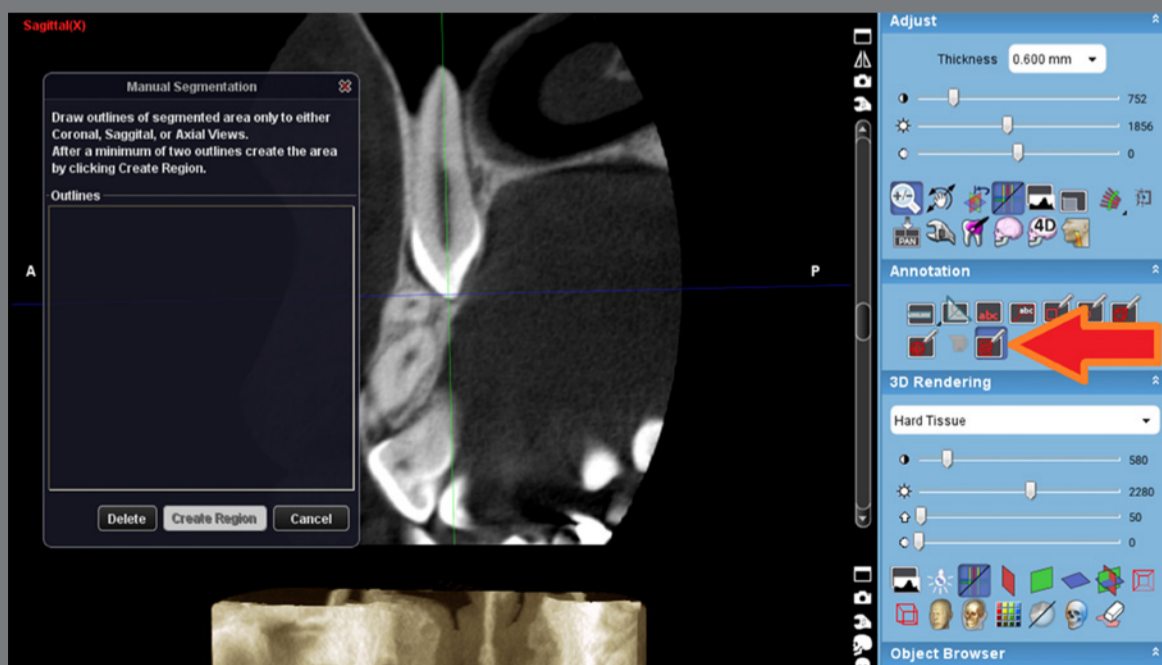 Sagittal(X)
Manual Segmentation
Draw outlines of segmented area only to either
Coronal, Saggital, or Axial Views.
After a minimum of two outlines create the area
by clicking Create Region.
Outlines
Delete
Create Region
Cancel
A
P
Adjust
Thickness
0.600 mm
752
1856
0
+/-
PAN
4D
Annotation
abc
abc
3D Rendering
Hard Tissue
580
2280
50
0
Object Browser